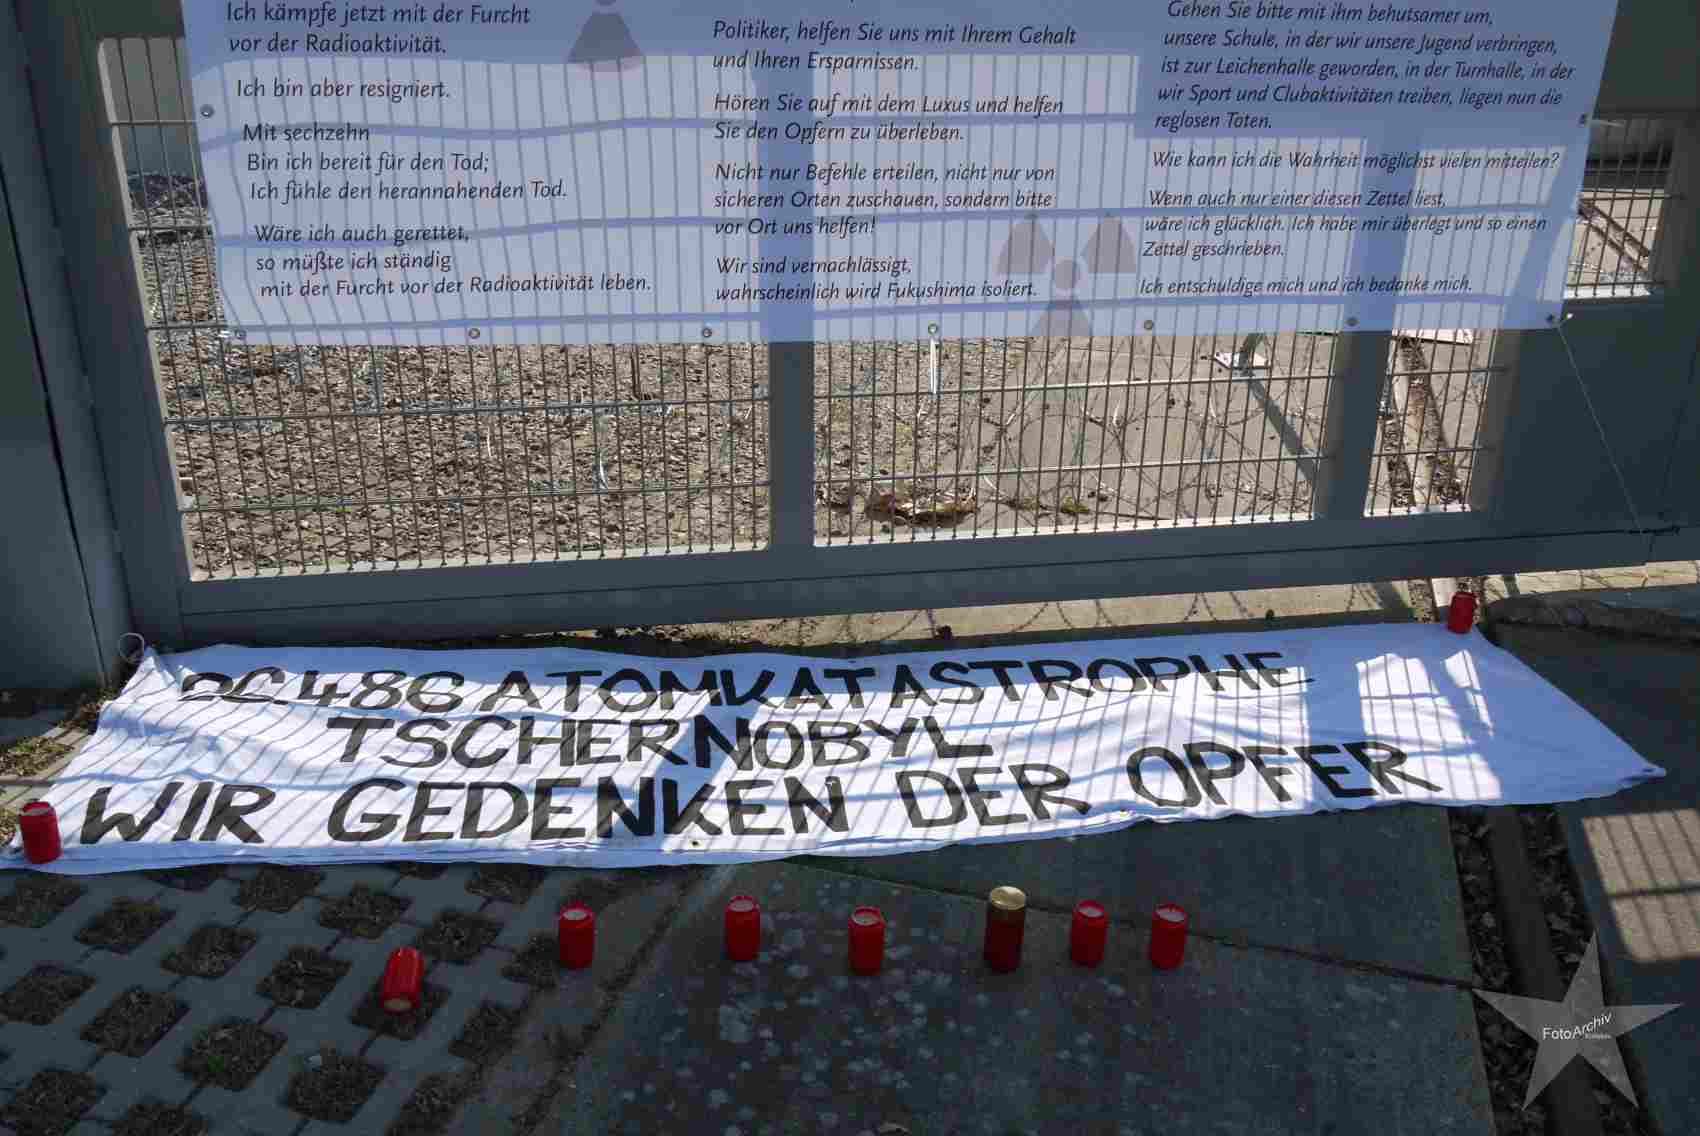 Ich kämpfe jetzt mit der Furcht
vor der Radioaktivität.
Ich bin aber resigniert.
Mit sechzehn
Bin ich bereit für den Tod;
Ich fühle den herannahenden Tod.
Wäre ich auch gerettet,
so müßte ich ständig
mit der Furcht vor der Radioaktivität leben.
Politiker, helfen Sie uns mit Ihrem Gehalt
und Ihren Ersparnissen.
Hören Sie auf mit dem Luxus und helfen
Sie den Opfern zu überleben.
Nicht nur Befehle erteilen, nicht nur von
sicheren Orten zuschauen, sondern bitte
vor Ort uns helfen!
Wir sind vernachlässigt,
wahrscheinlich wird Fukushima isoliert.
Gehen Sie bitte mit ihm behutsamer um,
unsere Schule, in der wir unsere Jugend verbringen,
ist zur Leichenhalle geworden, in der Turnhalle, in der
wir Sport und Clubaktivitäten treiben, liegen nun die
reglosen Toten.
Wie kann ich die Wahrheit möglichst vielen mitteilen?
Wenn auch nur einer diesen Zettel liest,
wäre ich glücklich. Ich habe mir überlegt und so einen
Zettel geschrieben.
Ich entschuldige mich und ich bedanke mich.
26.486 ATOMKATASTROPHE
TSCHERNOBYL
WIR GEDENKEN DER OPFER
FotoArchiv